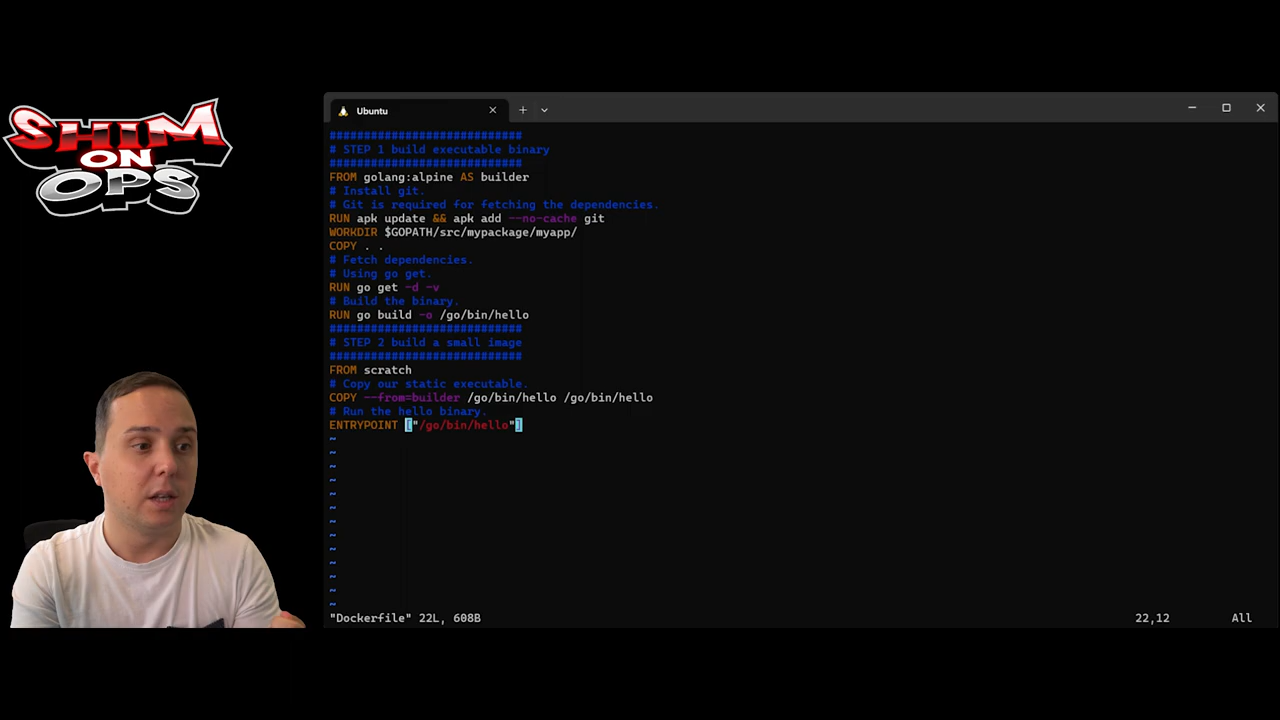 SHIM
ON
OPS
Ubuntu
############################
# STEP 1 build executable binary
############################
FROM golang:alpine AS builder
# Install git.
# Git is required for fetching the dependencies.
RUN apk update && apk add --no-cache git
WORKDIR $GOPATH/src/mypackage/myapp/
COPY . .
# Fetch dependencies.
# Using go get.
RUN go get -d -v
# Build the binary.
RUN go build -o /go/bin/hello
############################
# STEP 2 build a small image
############################
FROM scratch
# Copy our static executable.
COPY --from=builder /go/bin/hello /go/bin/hello
# Run the hello binary.
ENTRYPOINT ["/go/bin/hello"]
~
~
~
~
~
~
~
~
~
~
~
~
~
"Dockerfile" 22L, 608B 22,12 All